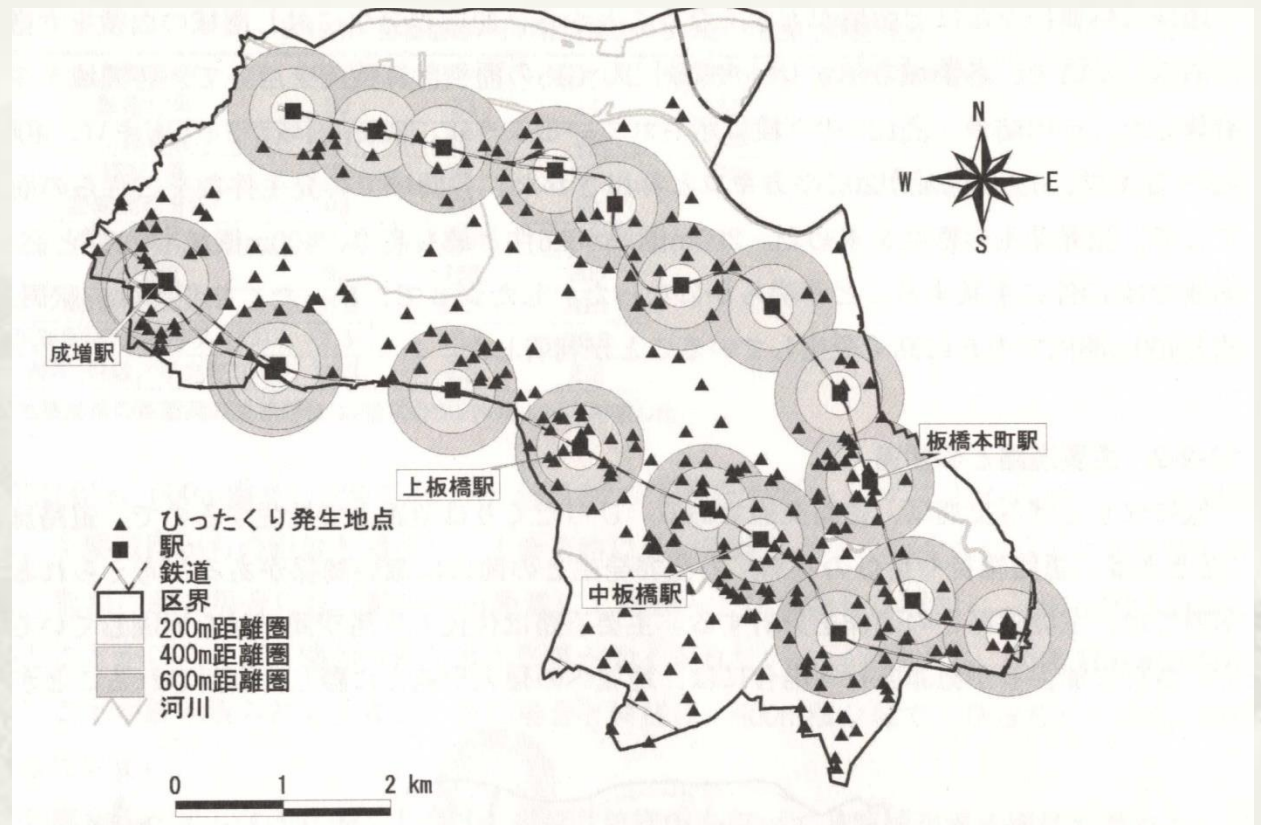 N
W E
S
成増駅
板橋本町駅
上板橋駅
中板橋駅
ひったくり発生地点
駅
鉄道
区界
200m距離圏
400m距離圏
600m距離圏
河川
0 1 2 km